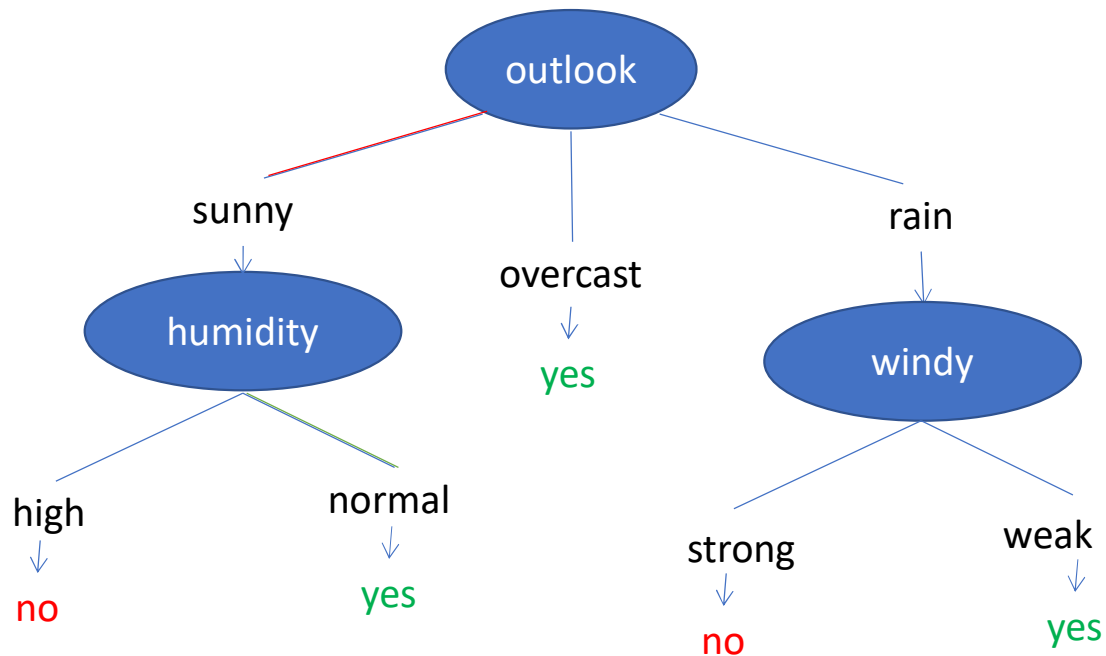 outlook
sunny
rain
overcast
humidity
windy
yes
high
normal
strong
weak
no
yes
no
yes